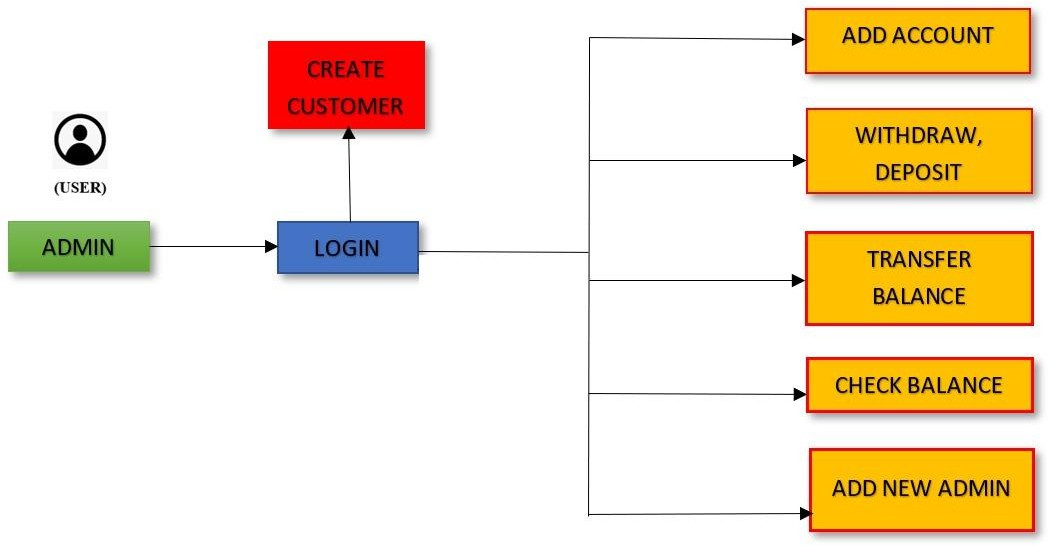 (USER)
ADMIN
LOGIN
CREATE
CUSTOMER
ADD ACCOUNT
WITHDRAW,
DEPOSIT
TRANSFER
BALANCE
CHECK BALANCE
ADD NEW ADMIN